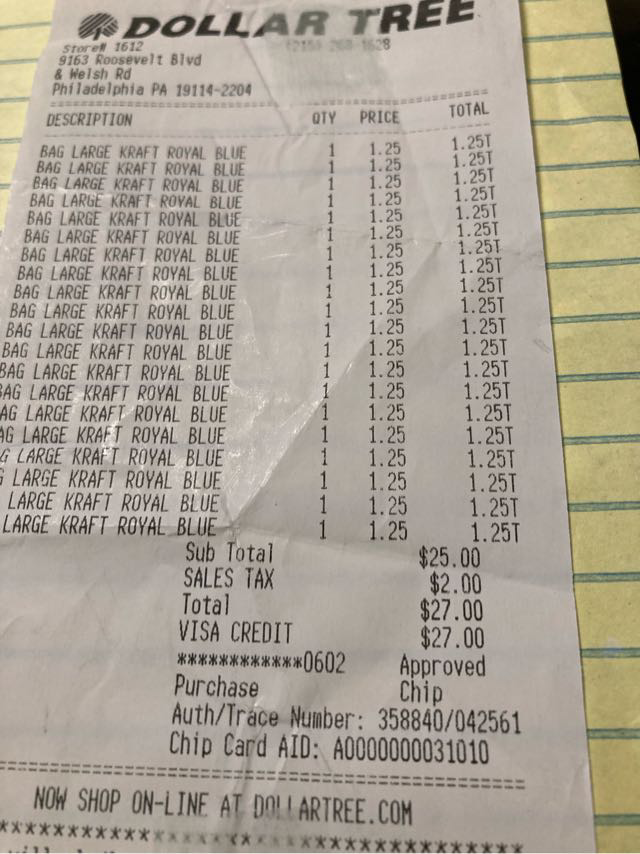 DOLLAR TREE
Store# 1612
9163 Roosevelt Blvd
& Welsh Rd
Philadelphia PA 19114-2204
DESCRIPTION QTY PRICE TOTAL
BAG LARGE KRAFT ROYAL BLUE 1 1.25 1.25T
BAG LARGE KRAFT ROYAL BLUE 1 1.25 1.25T
BAG LARGE KRAFT ROYAL BLUE 1 1.25 1.25T
BAG LARGE KRAFT ROYAL BLUE 1 1.25 1.25T
BAG LARGE KRAFT ROYAL BLUE 1 1.25 1.25T
BAG LARGE KRAFT ROYAL BLUE 1 1.25 1.25T
BAG LARGE KRAFT ROYAL BLUE 1 1.25 1.25T
BAG LARGE KRAFT ROYAL BLUE 1 1.25 1.25T
BAG LARGE KRAFT ROYAL BLUE 1 1.25 1.25T
BAG LARGE KRAFT ROYAL BLUE 1 1.25 1.25T
BAG LARGE KRAFT ROYAL BLUE 1 1.25 1.25T
BAG LARGE KRAFT ROYAL BLUE 1 1.25 1.25T
BAG LARGE KRAFT ROYAL BLUE 1 1.25 1.25T
BAG LARGE KRAFT ROYAL BLUE 1 1.25 1.25T
AG LARGE KRAFT ROYAL BLUE 1 1.25 1.25T
AG LARGE KRAFT ROYAL BLUE 1 1.25 1.25T
G LARGE KRAFT ROYAL BLUE 1 1.25 1.25T
G LARGE KRAFT ROYAL BLUE 1 1.25 1.25T
LARGE KRAFT ROYAL BLUE 1 1.25 1.25T
LARGE KRAFT ROYAL BLUE 1 1.25 1.25T
Sub Total $25.00
SALES TAX $2.00
Total $27.00
VISA CREDIT $27.00
************0602 Approved
Purchase Chip
Auth/Trace Number: 358840/042561
Chip Card AID: A0000000031010
NOW SHOP ON-LINE AT DOLLARTREE.COM